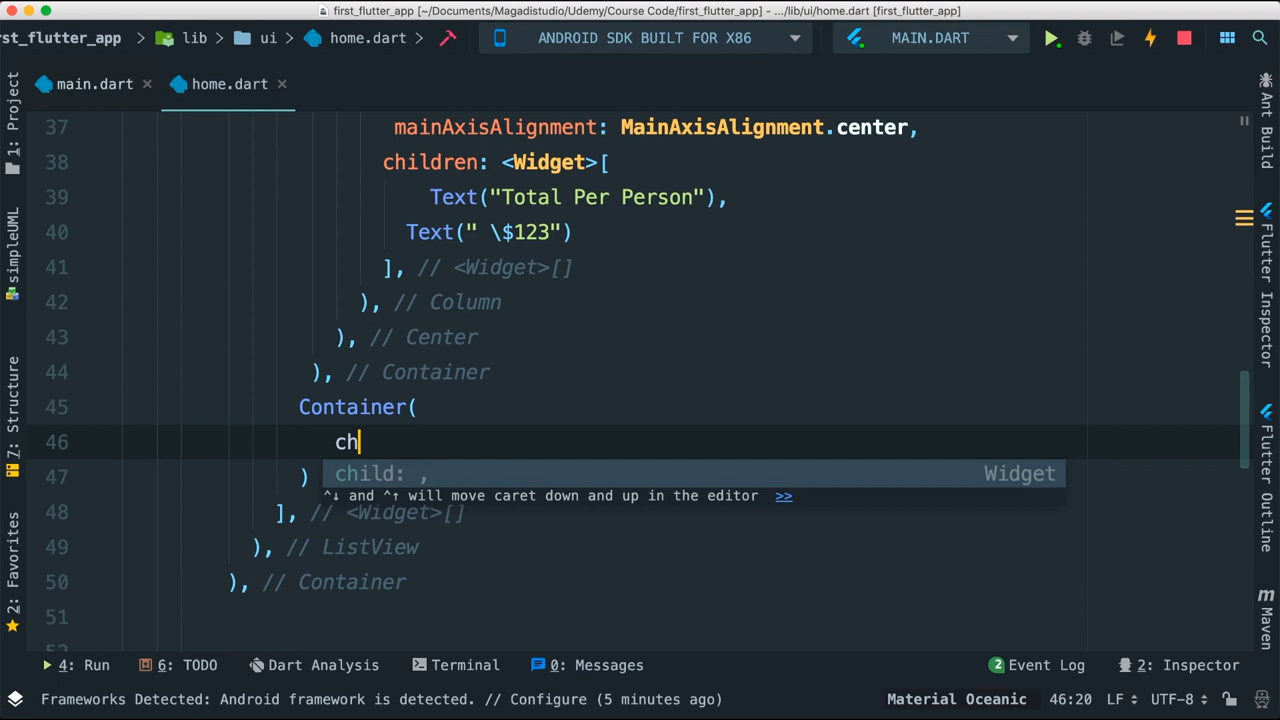 first_flutter_app [~/Documents/Magadistudio/Udemy/Course Code/first_flutter_app] - .../lib/ui/home.dart [first_flutter_app]
rst_flutter_app lib ui home.dart ANDROID SDK BUILT FOR X86 MAIN.DART
main.dart home.dart
1: Project
simpleUML
7: Structure
2: Favorites
37 mainAxisAlignment: MainAxisAlignment.center,
38 children: <Widget>[
39 Text("Total Per Person"),
40 Text(" \$123")
41 ], // <Widget>[]
42 ), // Column
43 ), // Center
44 ), // Container
45 Container(
46 ch
child: , Widget
47 )
^↓ and ^↑ will move caret down and up in the editor >>
48 ], // <Widget>[]
49 ), // ListView
50 ), // Container
51
Ant Build
Flutter Inspector
Flutter Outline
m Maven
4: Run 6: TODO Dart Analysis Terminal 0: Messages 2 Event Log 2: Inspector
Frameworks Detected: Android framework is detected. // Configure (5 minutes ago) Material Oceanic 46:20 LF UTF-8